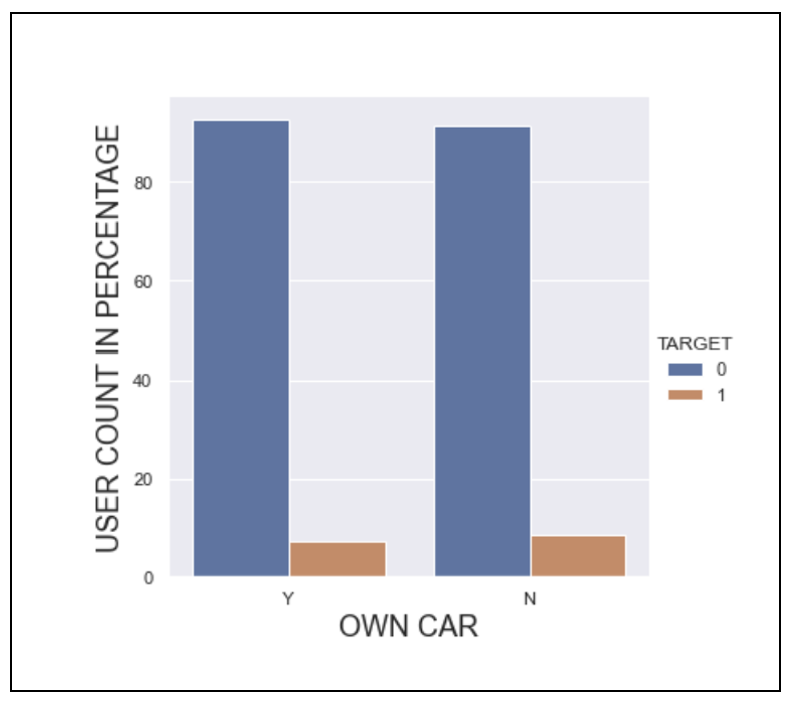 USER COUNT IN PERCENTAGE
80
60
40
20
0
Y
N
OWN CAR
TARGET
0
1